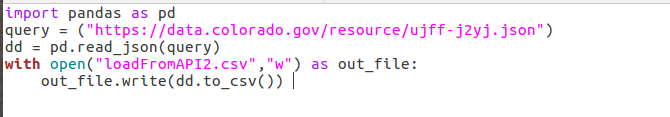 import pandas as pd
query = ("https://data.colorado.gov/resource/ujff-j2yj.json")
dd = pd.read_json(query)
with open("loadFromAPI2.csv","w") as out_file:
    out_file.write(dd.to_csv())